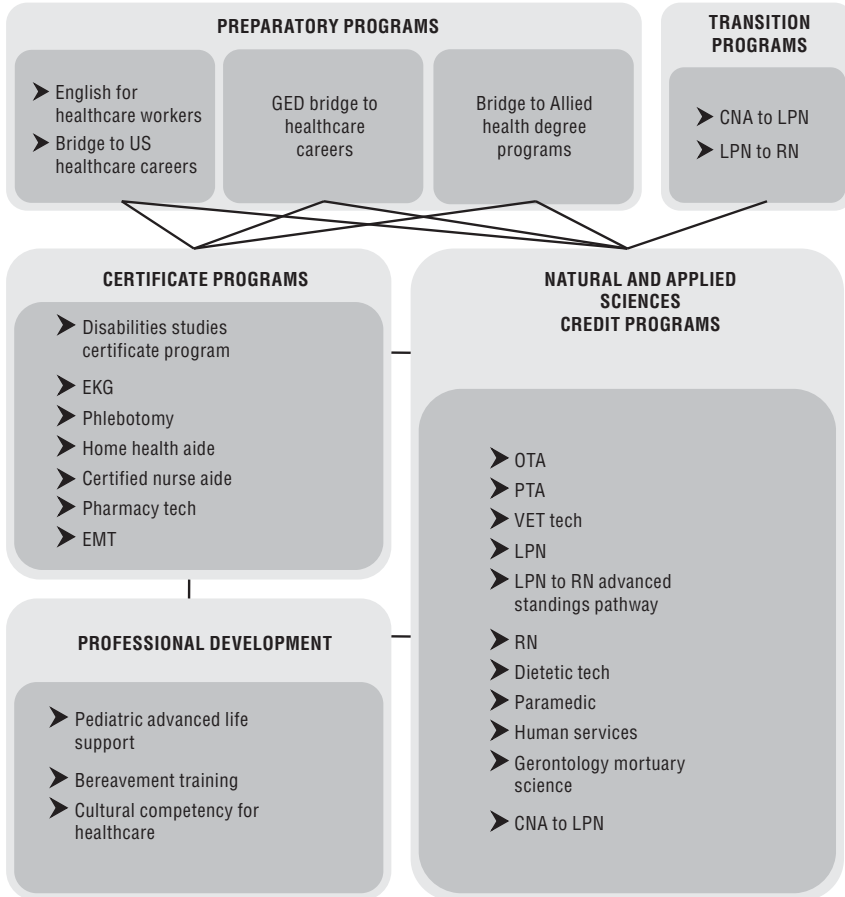 PREPARATORY PROGRAMS
English for
healthcare workers
Bridge to US
healthcare careers
GED bridge to
healthcare
careers
Bridge to Allied
health degree
programs
TRANSITION
PROGRAMS
CNA to LPN
LPN to RN
CERTIFICATE PROGRAMS
Disabilities studies
certificate program
EKG
Phlebotomy
Home health aide
Certified nurse aide
Pharmacy tech
EMT
NATURAL AND APPLIED
SCIENCES
CREDIT PROGRAMS
OTA
PTA
VET tech
LPN
LPN to RN advanced
standings pathway
RN
Dietetic tech
Paramedic
Human services
Gerontology mortuary
science
CNA to LPN
PROFESSIONAL DEVELOPMENT
Pediatric advanced life
support
Bereavement training
Cultural competency for
healthcare